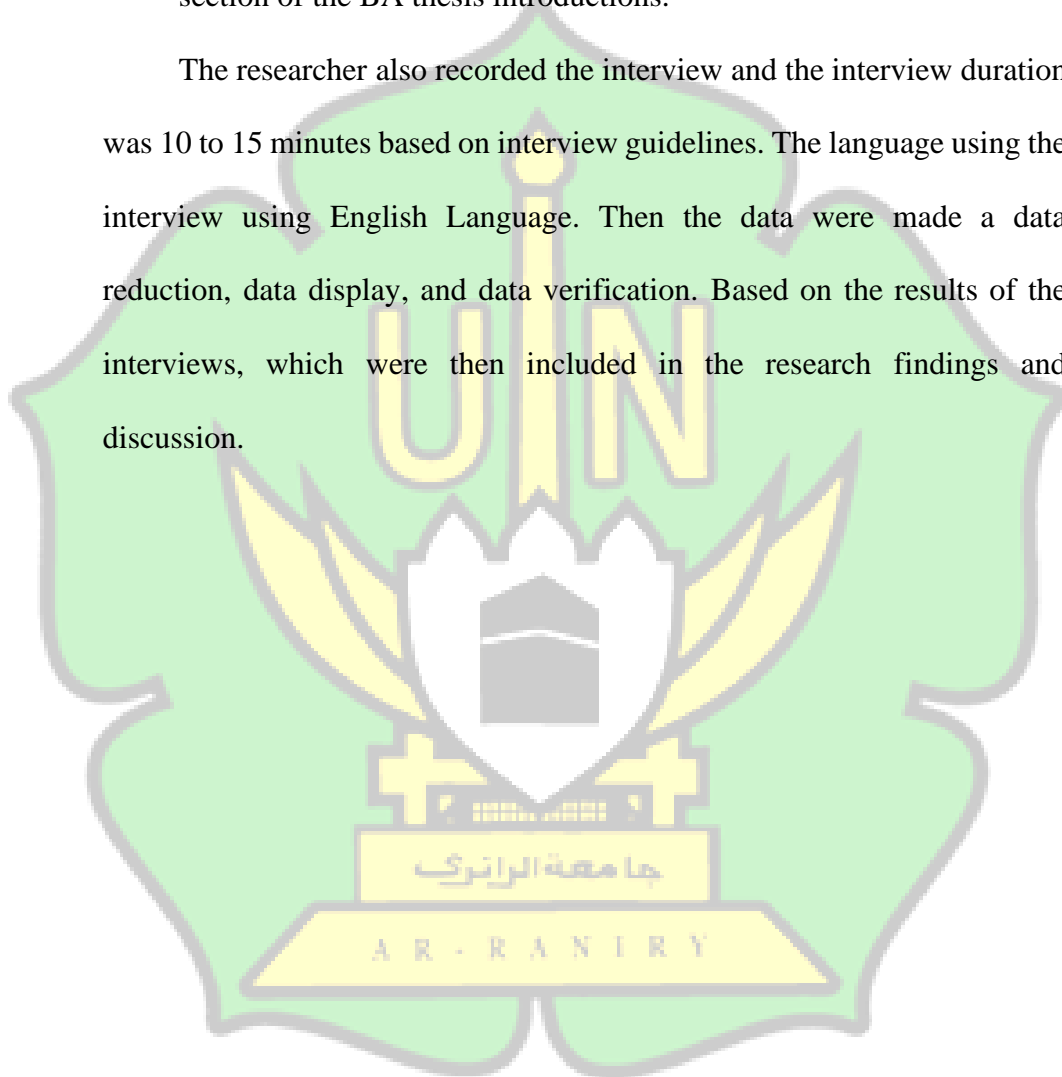 section of the BA thesis introductions.
The researcher also recorded the interview and the interview duration
was 10 to 15 minutes based on interview guidelines. The language using the
interview using English Language. Then the data were made a data
reduction, data display, and data verification. Based on the results of the
interviews, which were then included in the research findings and
discussion.
UIN
جامعة الرانري
AR-RANIRY